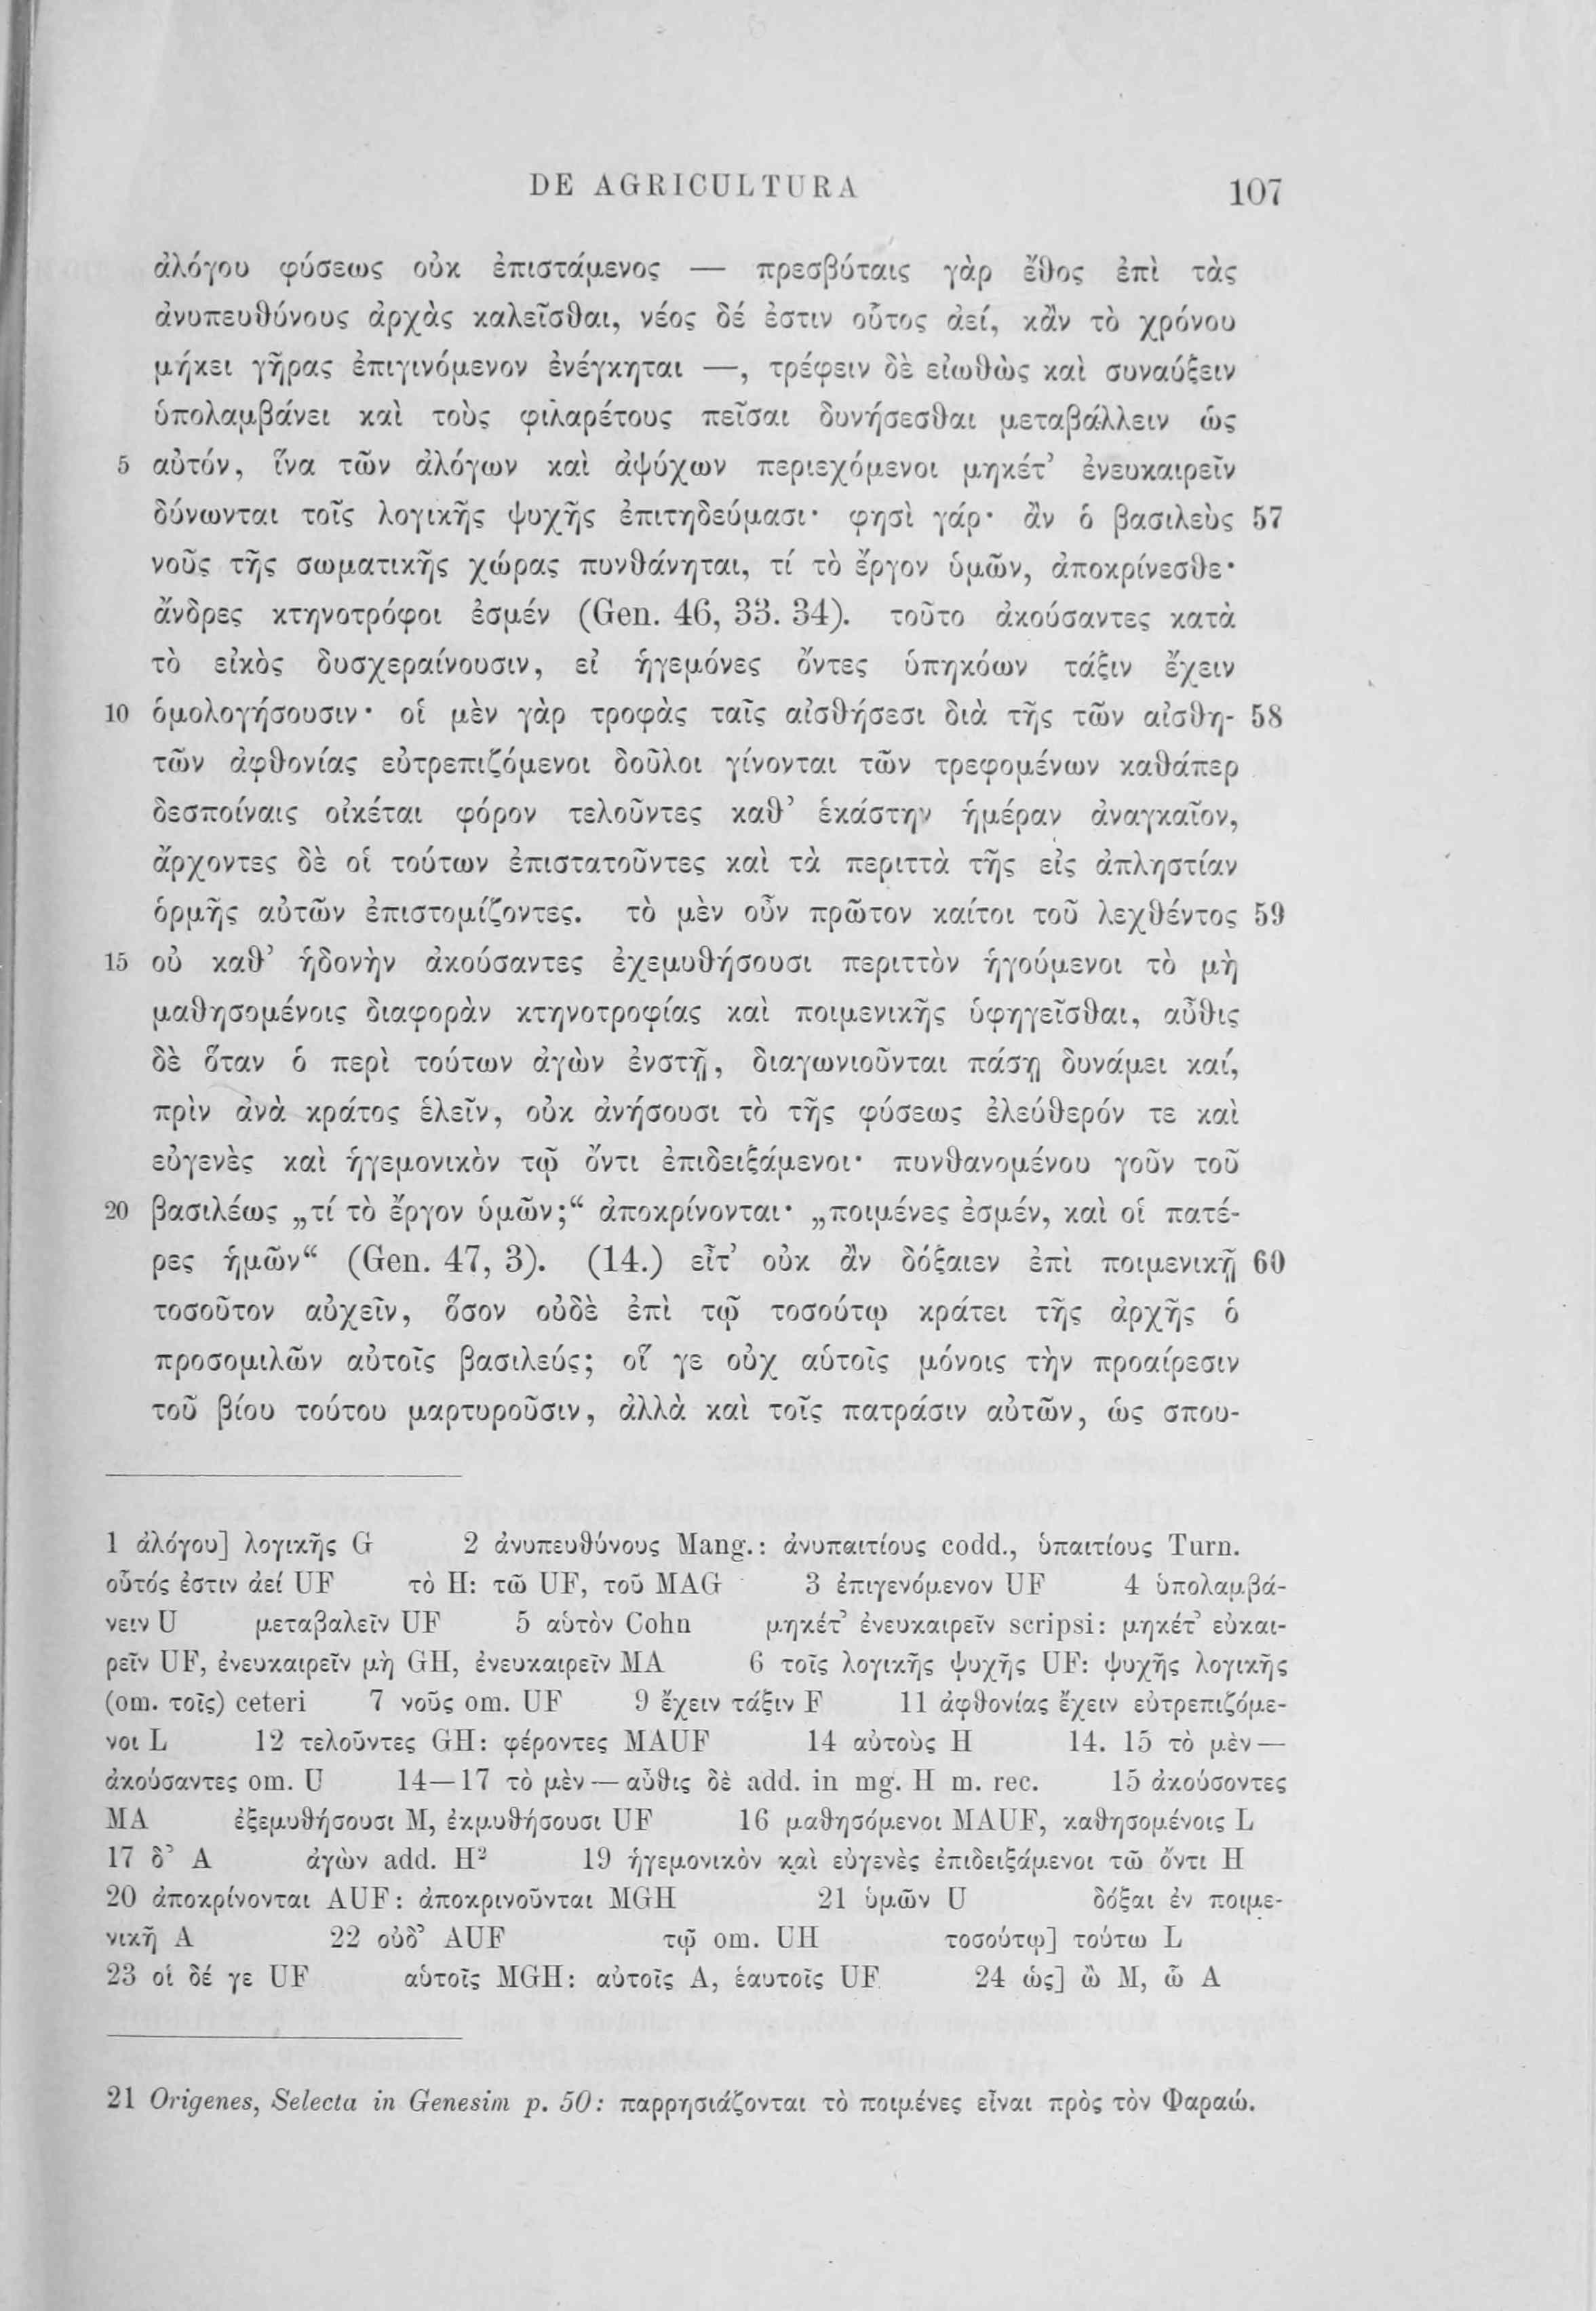 DE AGRICULTURA 107
ἀλόγου φύσεως οὐκ ἐπιστάμενος — πρεσβύταις γὰρ ἔθος ἐπὶ τὰς
ἀνυπευθύνους ἀρχὰς καλεῖσθαι, νέος δέ ἐστιν οὗτος ἀεί, κἂν τὸ χρόνου
μήκει γῆρας ἐπιγινόμενον ἐνέγκηται —, τρέφειν δὲ εἰωθὼς καὶ συναύξειν
ὑπολαμβάνει καὶ τοὺς φιλαρέτους πεῖσαι δυνήσεσθαι μεταβάλλειν ὡς
5 αὐτόν, ἵνα τῶν ἀλόγων καὶ ἀψύχων περιεχόμενοι μηκέτ’ ἐνευκαιρεῖν
δύνωνται τοῖς λογικῆς ψυχῆς ἐπιτηδεύμασι· φησὶ γάρ· ἂν ὁ βασιλεὺς 57
νοῦς τῆς σωματικῆς χώρας πυνθάνηται, τί τὸ ἔργον ὑμῶν, ἀποκρίνεσθε·
ἄνδρες κτηνοτρόφοι ἐσμέν (Gen. 46, 33. 34). τοῦτο ἀκούσαντες κατὰ
τὸ εἰκὸς δυσχεραίνουσιν, εἰ ἡγεμόνες ὄντες ὑπηκόων τάξιν ἔχειν
10 ὁμολογήσουσιν· οἱ μὲν γὰρ τροφὰς ταῖς αἰσθήσεσι διὰ τῆς τῶν αἰσθη- 58
τῶν ἀφθονίας εὐτρεπιζόμενοι δοῦλοι γίνονται τῶν τρεφομένων καθάπερ
δεσποίναις οἰκέται φόρον τελοῦντες καθ’ ἑκάστην ἡμέραν ἀναγκαῖον,
ἄρχοντες δὲ οἱ τούτων ἐπιστατοῦντες καὶ τὰ περιττὰ τῆς εἰς ἀπληστίαν
ὁρμῆς αὐτῶν ἐπιστομίζοντες. τὸ μὲν οὖν πρῶτον καίτοι τοῦ λεχθέντος 59
15 οὐ καθ’ ἡδονὴν ἀκούσαντες ἐχεμυθήσουσι περιττὸν ἡγούμενοι τὸ μὴ
μαθησομένοις διαφορὰν κτηνοτροφίας καὶ ποιμενικῆς ὑφηγεῖσθαι, αὖθις
δὲ ὅταν ὁ περὶ τούτων ἀγὼν ἐνστῇ, διαγωνιοῦνται πάσῃ δυνάμει καί,
πρὶν ἀνὰ κράτος ἑλεῖν, οὐκ ἀνήσουσι τὸ τῆς φύσεως ἐλεύθερόν τε καὶ
εὐγενὲς καὶ ἡγεμονικὸν τῷ ὄντι ἐπιδειξάμενοι· πυνθανομένου γοῦν τοῦ
20 βασιλέως „τί τὸ ἔργον ὑμῶν;“ ἀποκρίνονται· „ποιμένες ἐσμέν, καὶ οἱ πατέ-
ρες ἡμῶν“ (Gen. 47, 3). (14.) εἶτ’ οὐκ ἂν δόξαιεν ἐπὶ ποιμενικῇ 60
τοσοῦτον αὐχεῖν, ὅσον οὐδὲ ἐπὶ τῷ τοσούτῳ κράτει τῆς ἀρχῆς ὁ
προσομιλῶν αὐτοῖς βασιλεύς; οἵ γε οὐχ αὑτοῖς μόνοις τὴν προαίρεσιν
τοῦ βίου τούτου μαρτυροῦσιν, ἀλλὰ καὶ τοῖς πατράσιν αὐτῶν, ὡς σπου-
1 ἀλόγου] λογικῆς G 2 ἀνυπευθύνους Mang.: ἀνυπαιτίους codd., ὑπαιτίους Turn.
οὗτός ἐστιν ἀεί UF τὸ H: τῶ UF, τοῦ MAG 3 ἐπιγενόμενον UF 4 ὑπολαμβά-
νειν U μεταβαλεῖν UF 5 αὑτὸν Cohn μηκέτ’ ἐνευκαιρεῖν scripsi: μηκέτ’ εὐκαι-
ρεῖν UF, ἐνευκαιρεῖν μὴ GH, ἐνευκαιρεῖν MA 6 τοῖς λογικῆς ψυχῆς UF: ψυχῆς λογικῆς
(om. τοῖς) ceteri 7 νοῦς om. UF 9 ἔχειν τάξιν F 11 ἀφθονίας ἔχειν εὐτρεπιζόμε-
νοι L 12 τελοῦντες GH: φέροντες MAUF 14 αὐτοὺς H 14. 15 τὸ μὲν —
ἀκούσαντες om. U 14—17 τὸ μὲν — αὖθις δὲ add. in mg. H m. rec. 15 ἀκούσοντες
MA ἐξεμυθήσουσι M, ἐκμυθήσουσι UF 16 μαθησόμενοι MAUF, καθησομένοις L
17 δ’ A ἀγὼν add. H² 19 ἡγεμονικὸν καὶ εὐγενὲς ἐπιδειξάμενοι τῶ ὄντι H
20 ἀποκρίνονται AUF: ἀποκρινοῦνται MGH 21 ὑμῶν U δόξαι ἐν ποιμε-
νικῆ A 22 οὐδ’ AUF τῷ om. UH τοσούτῳ] τούτω L
23 οἱ δέ γε UF αὑτοῖς MGH: αὐτοῖς A, ἑαυτοῖς UF 24 ὡς] ὢ M, ὦ A
21 Origenes, Selecta in Genesim p. 50: παρρησιάζονται τὸ ποιμένες εἶναι πρὸς τὸν Φαραώ.